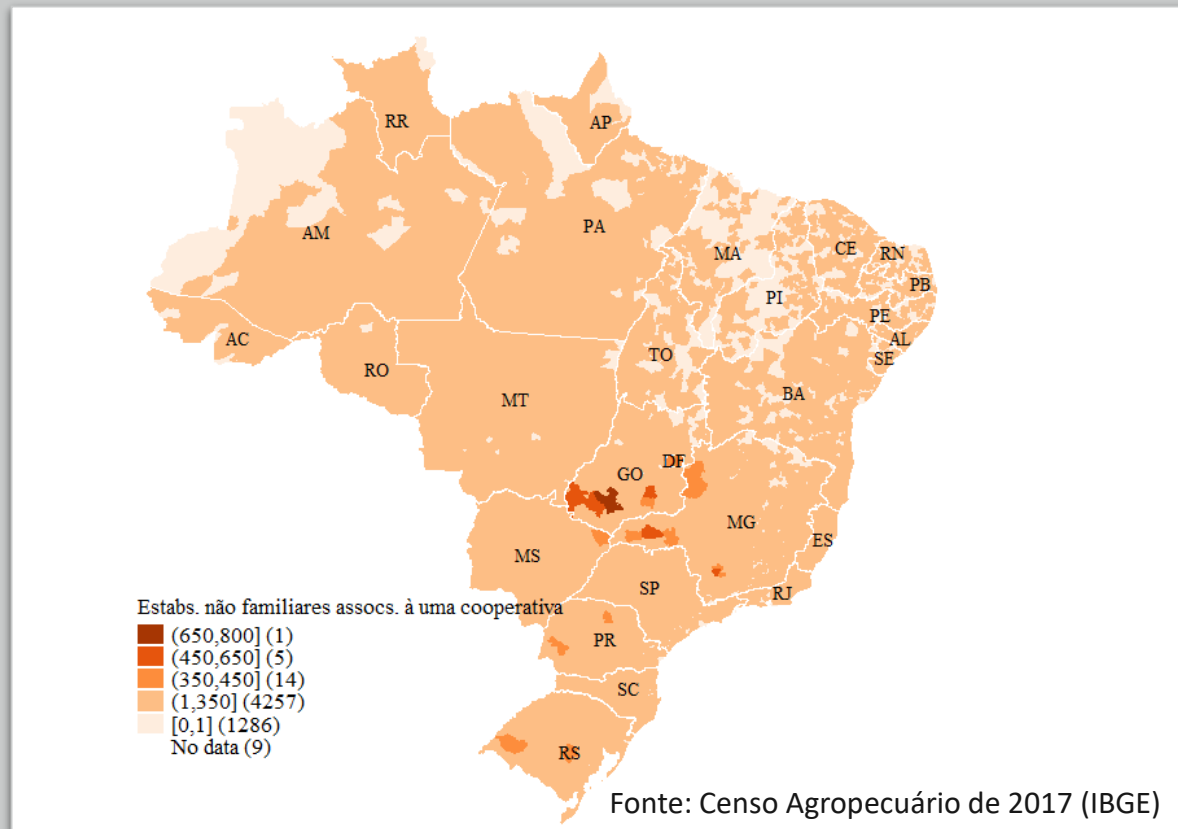 RR
AP
AM
PA
MA
CE
RN
PB
PI
PE
AL
SE
AC
RO
TO
BA
MT
DF
GO
MG
ES
MS
SP
RJ
Estabs. não familiares assocs. à uma cooperativa
(650,800] (1)
(450,650] (5)
(350,450] (14)
(1,350] (4257)
[0,1] (1286)
No data (9)
PR
SC
RS
Fonte: Censo Agropecuário de 2017 (IBGE)